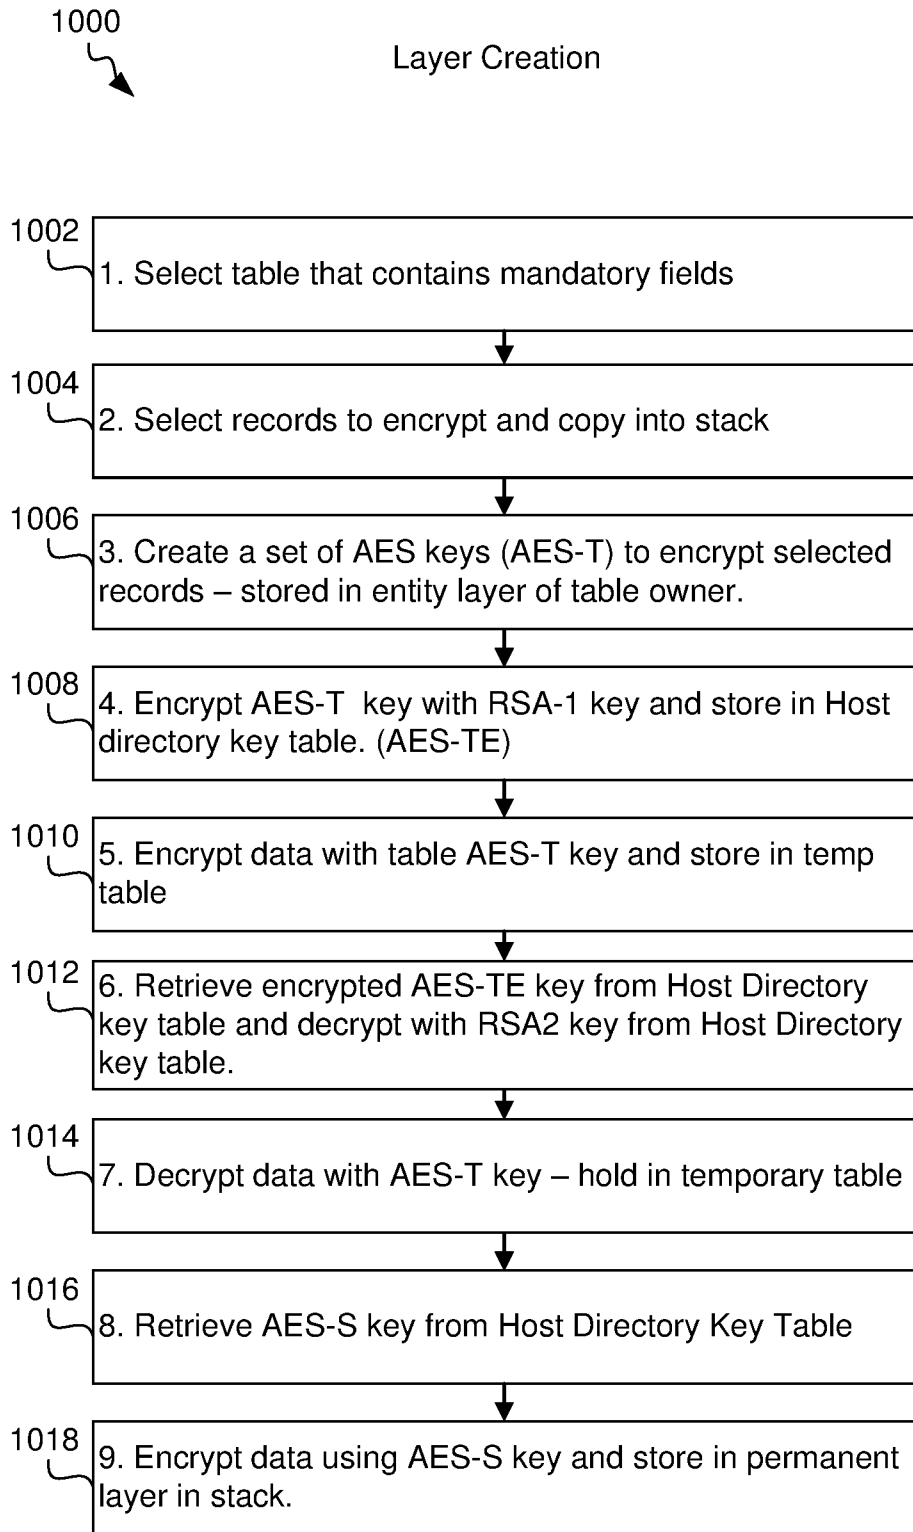 1000
Layer Creation
1002
1. Select table that contains mandatory fields
1004
2. Select records to encrypt and copy into stack
1006
3. Create a set of AES keys (AES-T) to encrypt selected
records – stored in entity layer of table owner.
1008
4. Encrypt AES-T  key with RSA-1 key and store in Host
directory key table. (AES-TE)
1010
5. Encrypt data with table AES-T key and store in temp
table
1012
6. Retrieve encrypted AES-TE key from Host Directory
key table and decrypt with RSA2 key from Host Directory
key table.
1014
7. Decrypt data with AES-T key – hold in temporary table
1016
8. Retrieve AES-S key from Host Directory Key Table
1018
9. Encrypt data using AES-S key and store in permanent
layer in stack.